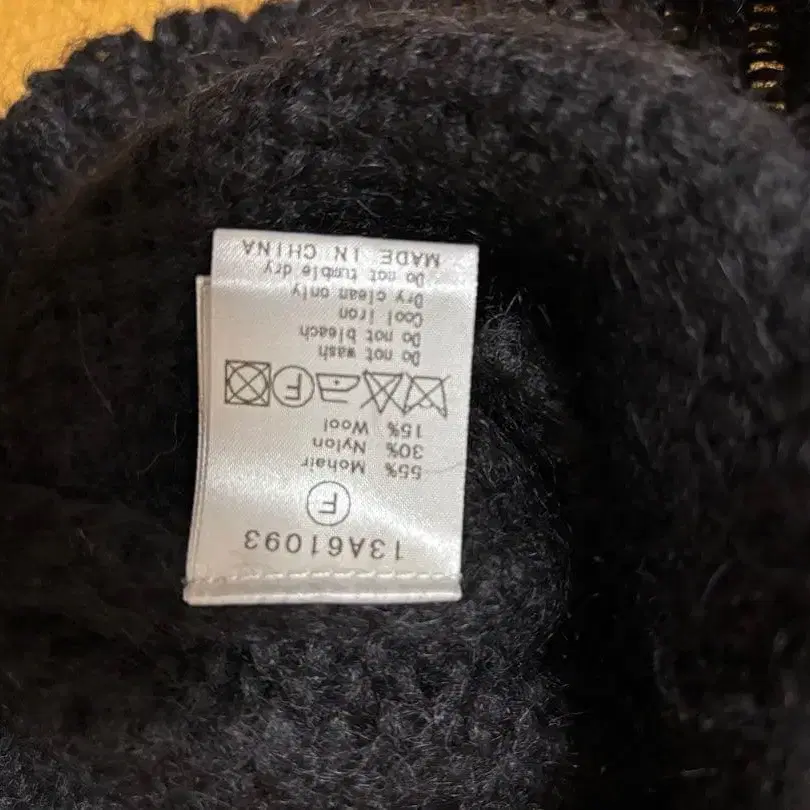 13A61093
F
55% Mohair
30% Nylon
15% Wool
F
Do not wash
Do not bleach
Cool iron
Dry clean only
Do not tumble dry
MADE IN CHINA